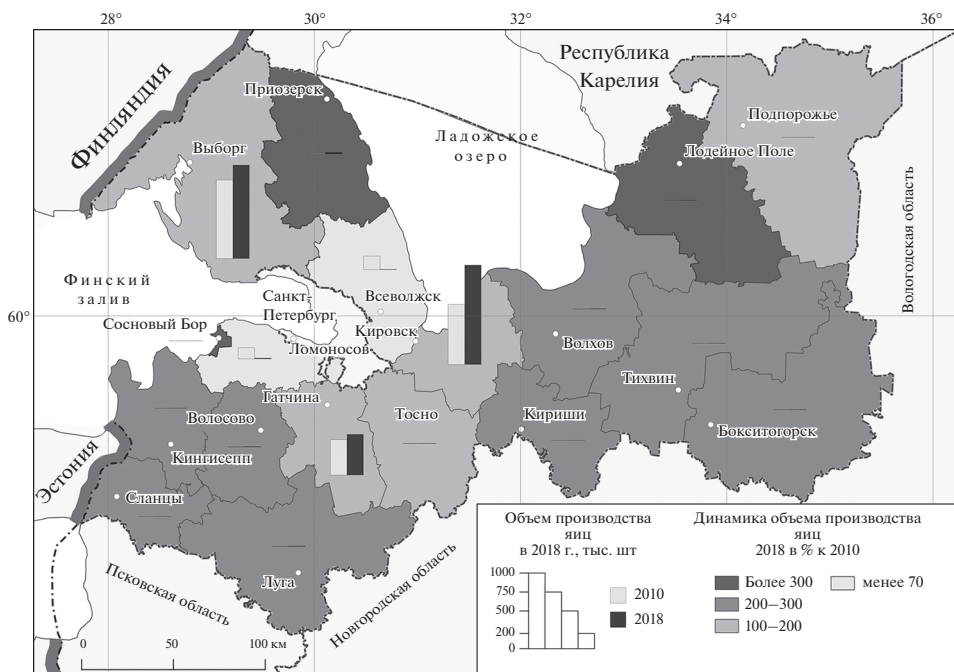 28° 30° 32° 34° 36°
Республика
Карелия
Приозерск
Финляндия
Подпорожье
Ладожское
озеро
Выборг
Лодейное Поле
Вологодская область
Финский
залив
Санкт-
Петербург
Всеволжск
60°
Сосновый Бор
Кировск
Ломоносов
Волхов
Тихвин
Гатчина
Тосно
Кириши
Волосово
Бокситогорск
Кингисепп
Эстония
Сланцы
Луга
Псковская область
Новгородская область
0 50 100 км
Объем производства
яиц
в 2018 г., тыс. шт
1000
750
500
200
0
2010
2018
Динамика объема производства
яиц
2018 в % к 2010
Более 300
менее 70
200–300
100–200